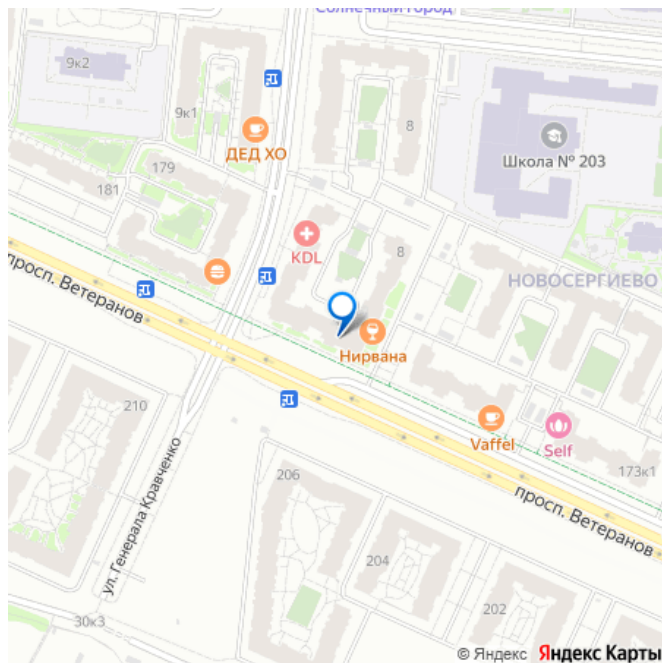 Солнечный город
9к2
9к1
ДЕД ХО
8
Школа № 203
179
181
KDL
8
НОВОСЕРГИЕВО
просп. Ветеранов
Нирвана
210
Vaffel
Self
173к1
ул. Генерала Кравченко
206
просп. Ветеранов
204
202
30к3
© Яндекс Яндекс Карты